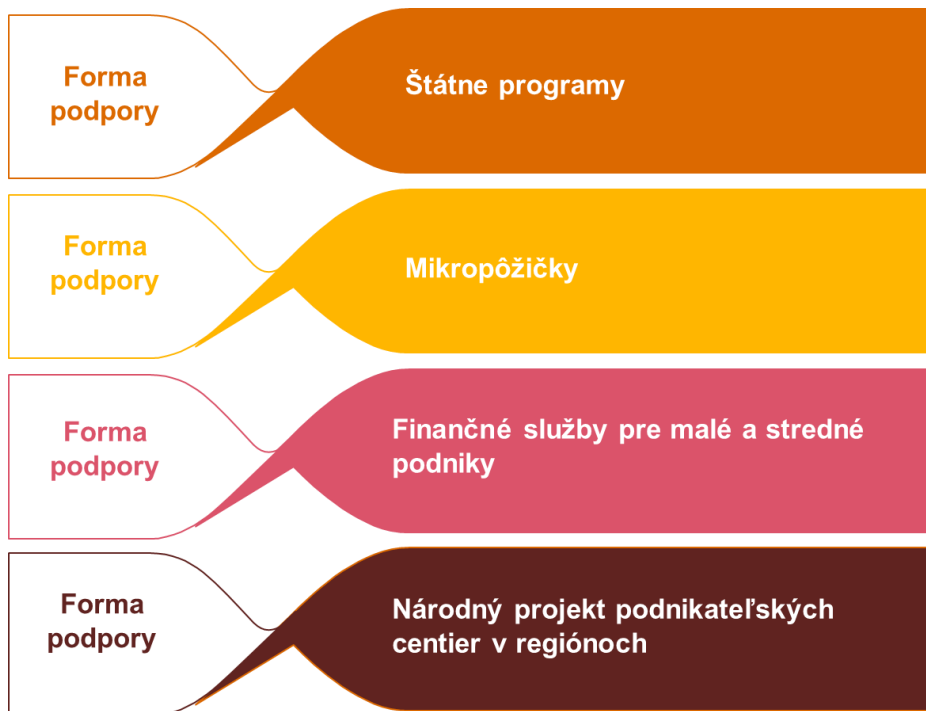 Forma
podpory
Štátne programy
Forma
podpory
Mikropôžičky
Forma
podpory
Finančné služby pre malé a stredné
podniky
Forma
podpory
Národný projekt podnikateľských
centier v regiónoch